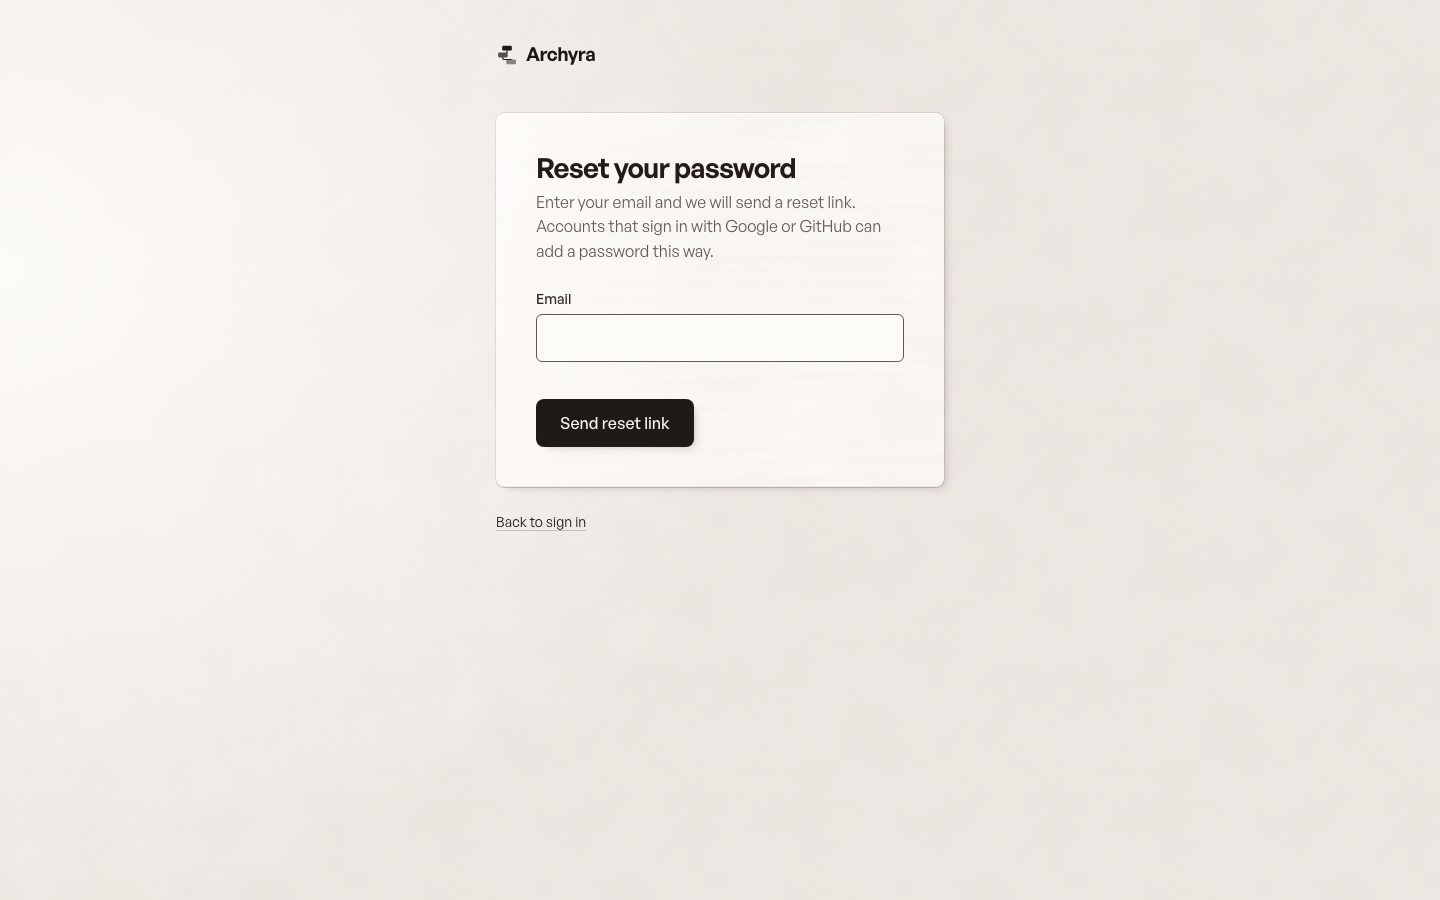 Archyra
Reset your password
Enter your email and we will send a reset link.
Accounts that sign in with Google or GitHub can
add a password this way.
Email
Send reset link
Back to sign in